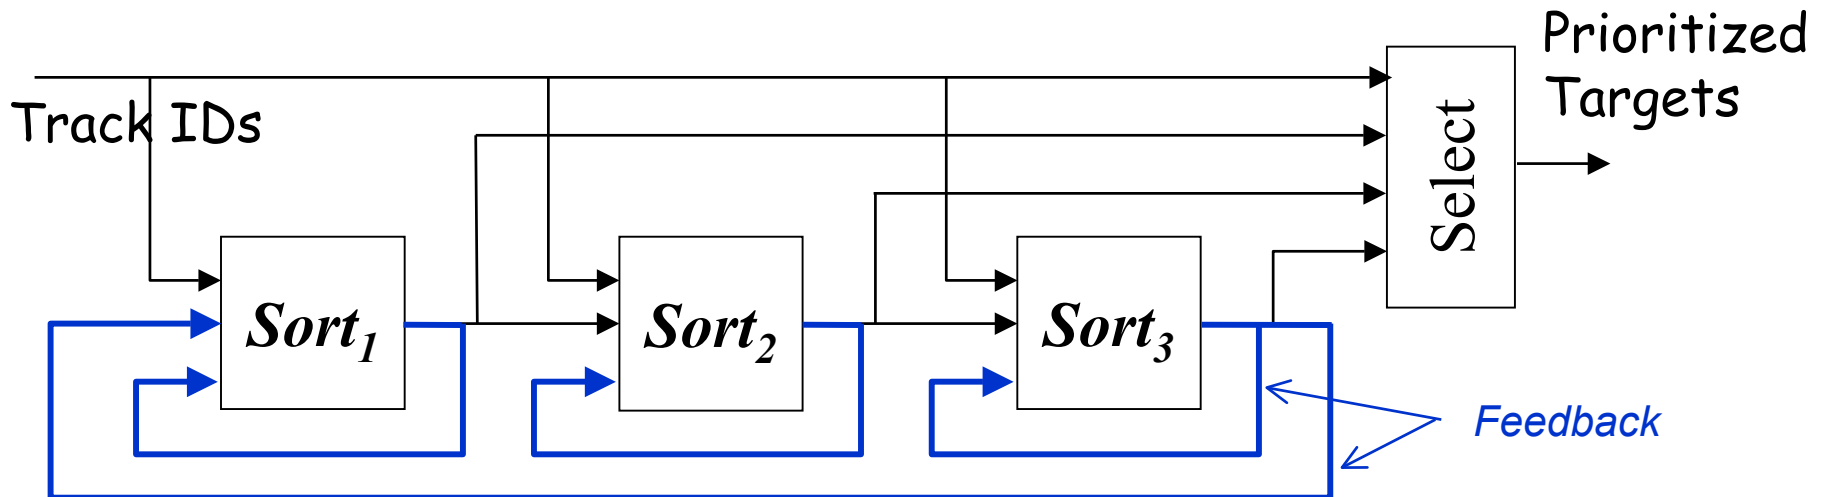 Prioritized
Targets
Track IDs
Select
Sort1
Sort2
Sort3
Feedback